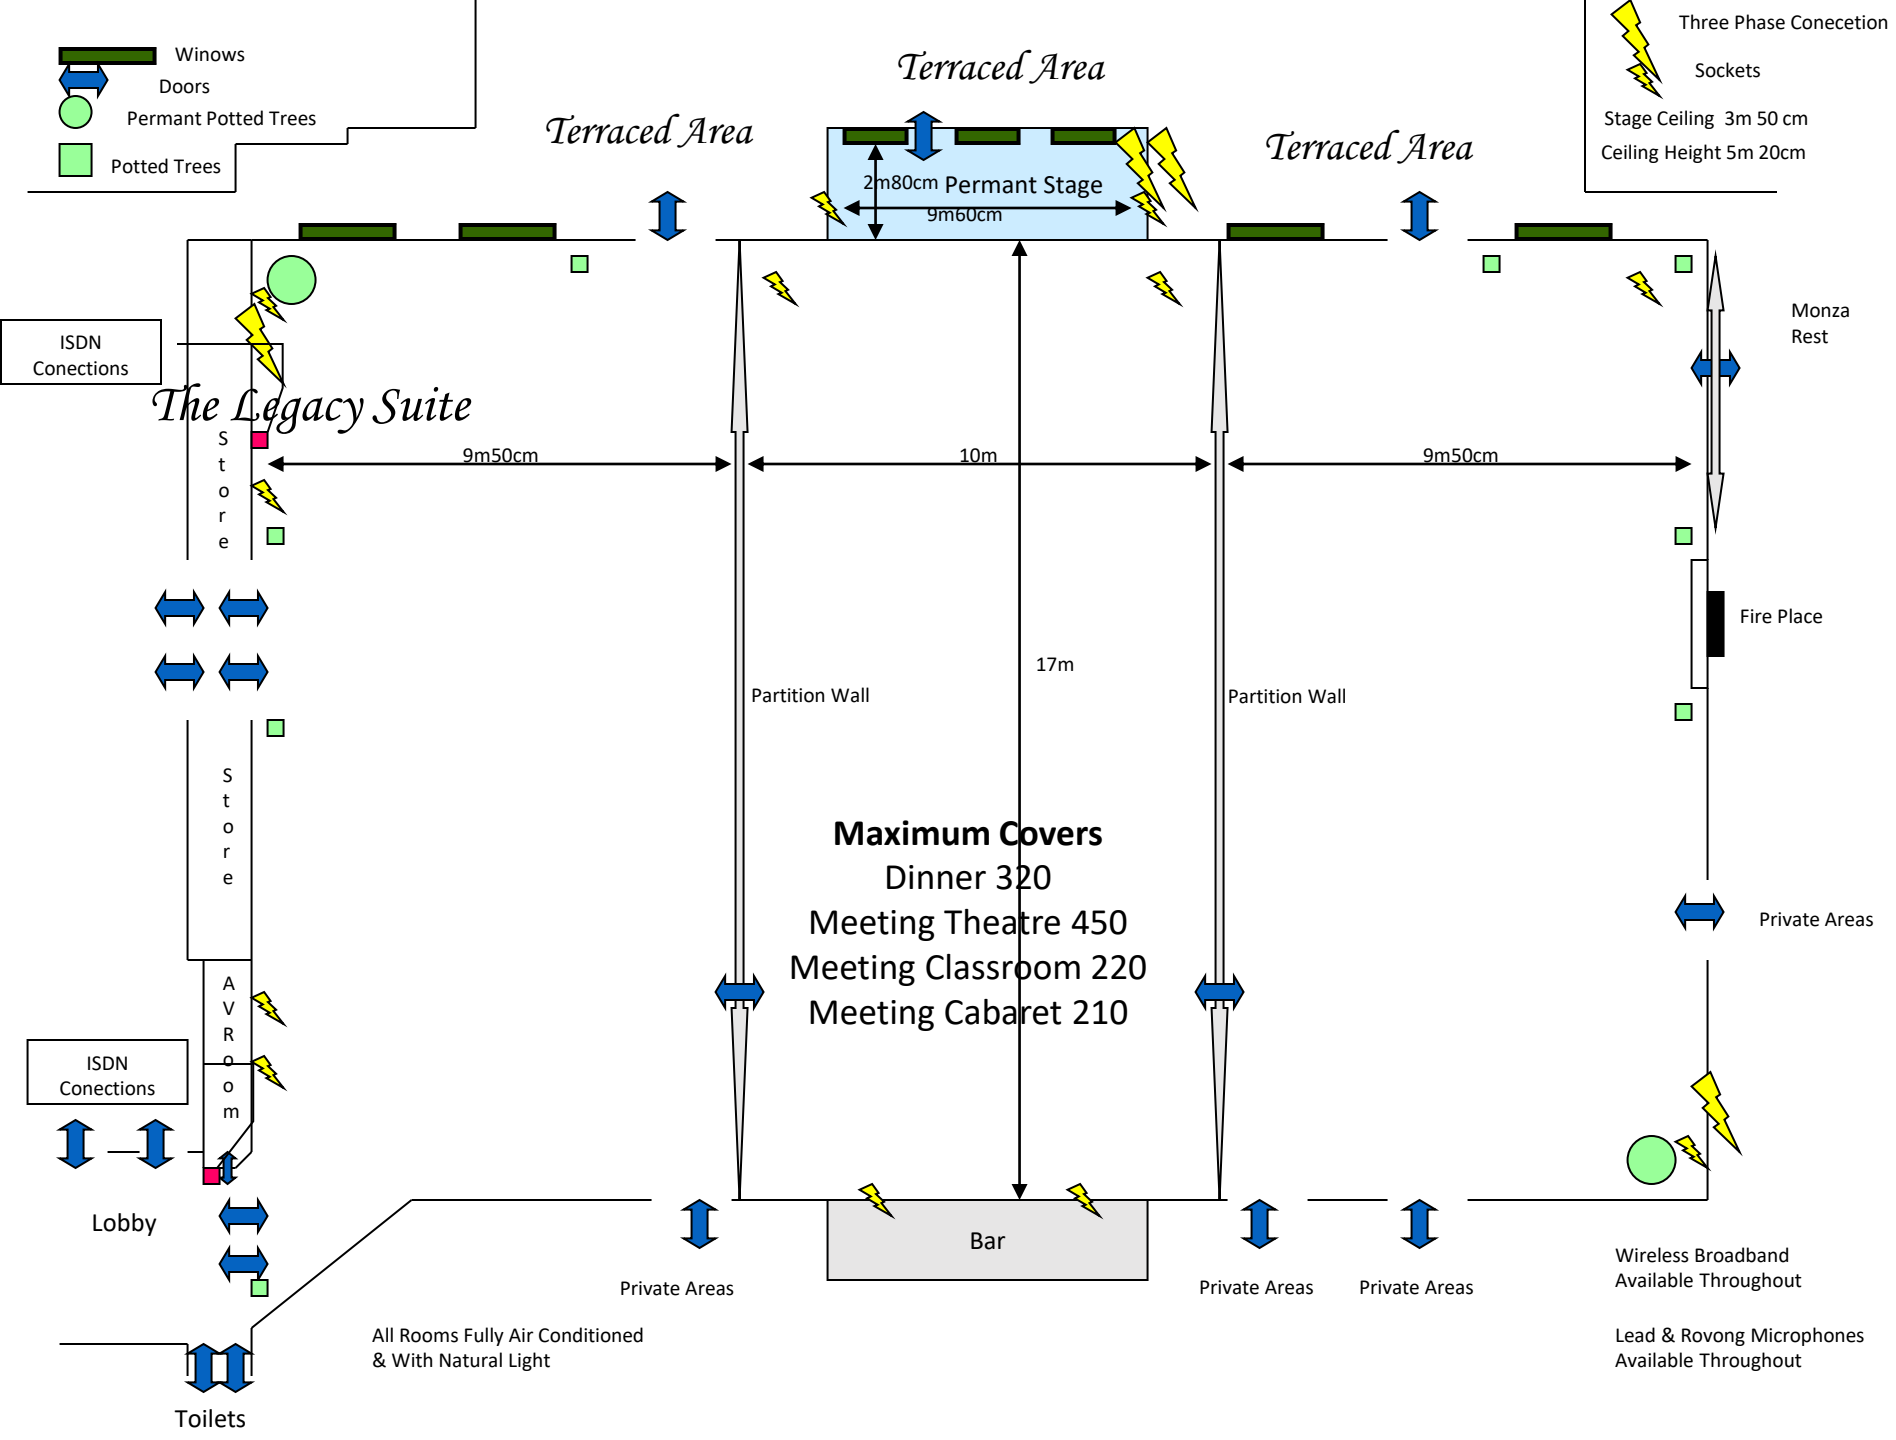 Winows
Doors
Permant Potted Trees
Potted Trees
Terraced Area
Terraced Area
Terraced Area
Three Phase Conecetion
Sockets
Stage Ceiling  3m 50 cm
Ceiling Height 5m 20cm
2m80cm
Permant Stage
9m60cm
ISDN
Conections
The Legacy Suite
Monza
Rest
Store
9m50cm
10m
9m50cm
Fire Place
17m
Partition Wall
Partition Wall
Store
Maximum Covers
Dinner 320
Meeting Theatre 450
Meeting Classroom 220
Meeting Cabaret 210
Private Areas
AVRoom
ISDN
Conections
Lobby
Bar
Private Areas
Private Areas
Private Areas
Wireless Broadband
Available Throughout
All Rooms Fully Air Conditioned
& With Natural Light
Lead & Rovong Microphones
Available Throughout
Toilets